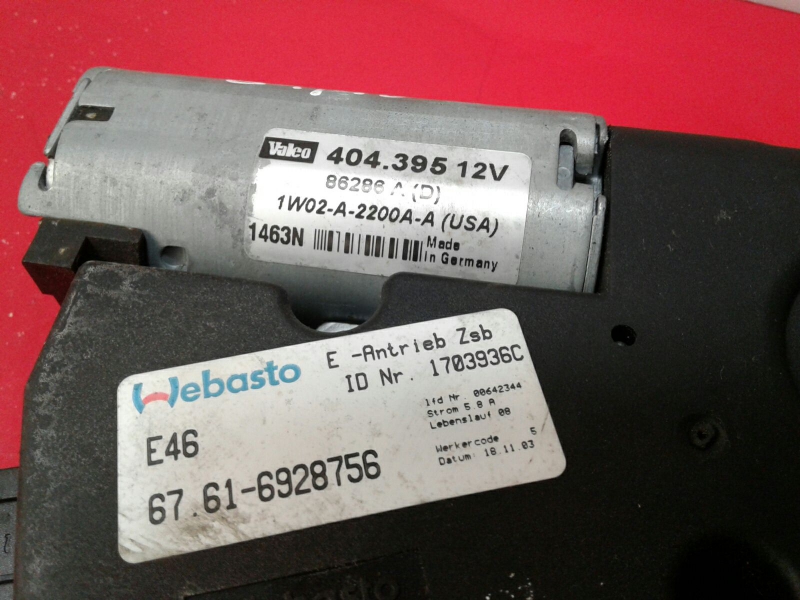 Valeo 404.395 12V
86286 A (D)
1W02-A-2200A-A (USA)
1463N Made
in Germany
Webasto E -Antrieb Zsb
ID Nr. 1703936C
lfd Nr. 00642344
Strom 5.8 A
Lebenslauf 08
E46
Werkercode 5
Datum: 18.11.03
67.61-6928756
ebasto